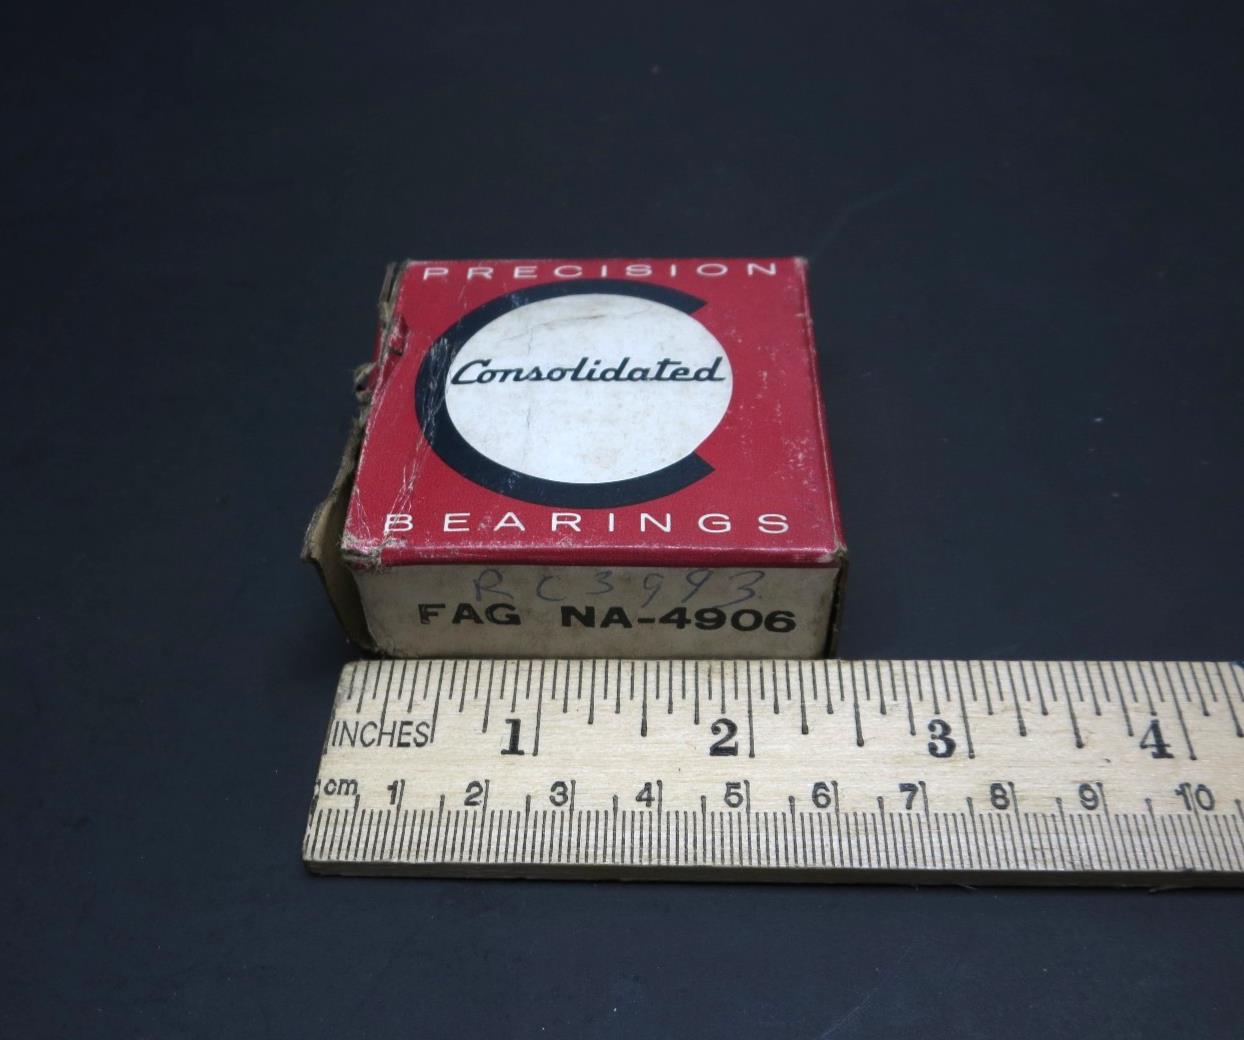 PRECISION
Consolidated
BEARINGS
RC3993
FAG NA-4906
INCHES 1 2 3 4
cm 1 2 3 4 5 6 7 8 9 10